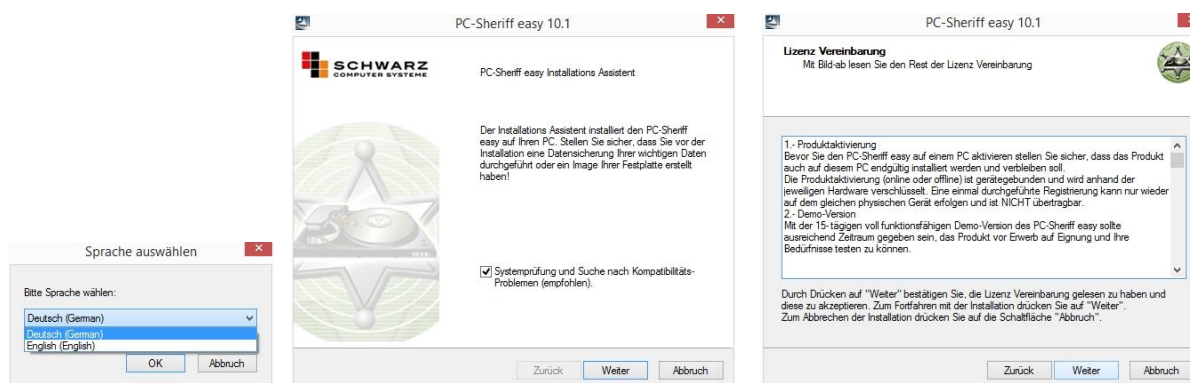 Sprache auswählen
Bitte Sprache wählen:
Deutsch (German)
Deutsch (German)
English (English)
OK
Abbruch
PC-Sheriff easy 10.1
SCHWARZ
COMPUTER SYSTEME
PC-Sheriff easy Installations Assistent
Der Installations Assistent installiert den PC-Sheriff
easy auf Ihren PC. Stellen Sie sicher, dass Sie vor der
Installation eine Datensicherung Ihrer wichtigen Daten
durchgeführt oder ein Image Ihrer Festplatte erstellt
haben!
Systemprüfung und Suche nach Kompatibilitäts-
Problemen (empfohlen).
Zurück
Weiter
Abbruch
PC-Sheriff easy 10.1
Lizenz Vereinbarung
Mit Bild-ab lesen Sie den Rest der Lizenz Vereinbarung
1.- Produktaktivierung
Bevor Sie den PC-Sheriff easy auf einem PC aktivieren stellen Sie sicher, dass das Produkt
auch auf diesem PC endgültig installiert werden und verbleiben soll.
Die Produktaktivierung (online oder offline) ist gerätegebunden und wird anhand der
jeweiligen Hardware verschlüsselt. Eine einmal durchgeführte Registrierung kann nur wieder
auf dem gleichen physischen Gerät erfolgen und ist NICHT übertragbar.
2.- Demo-Version
Mit der 15-tägigen voll funktionsfähigen Demo-Version des PC-Sheriff easy sollte
ausreichend Zeitraum gegeben sein, das Produkt vor Erwerb auf Eignung und Ihre
Bedürfnisse testen zu können.
Durch Drücken auf "Weiter" bestätigen Sie, die Lizenz Vereinbarung gelesen zu haben und
diese zu akzeptieren. Zum Fortfahren mit der Installation drücken Sie auf "Weiter".
Zum Abbrechen der Installation drücken Sie auf die Schaltfläche "Abbruch".
Zurück
Weiter
Abbruch